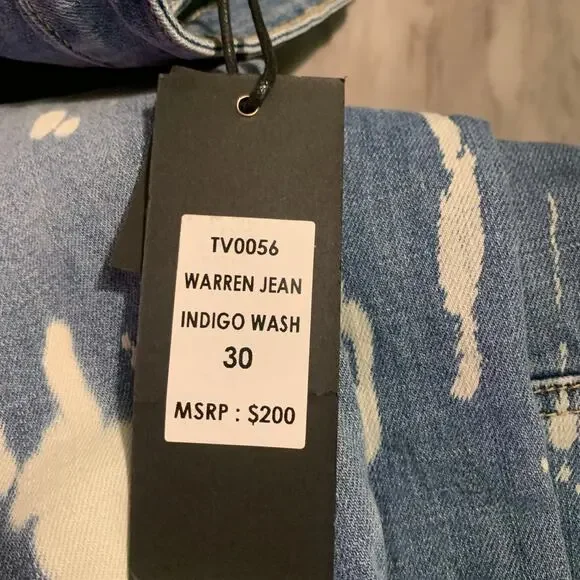 TV0056
WARREN JEAN
INDIGO WASH
30
MSRP : $200